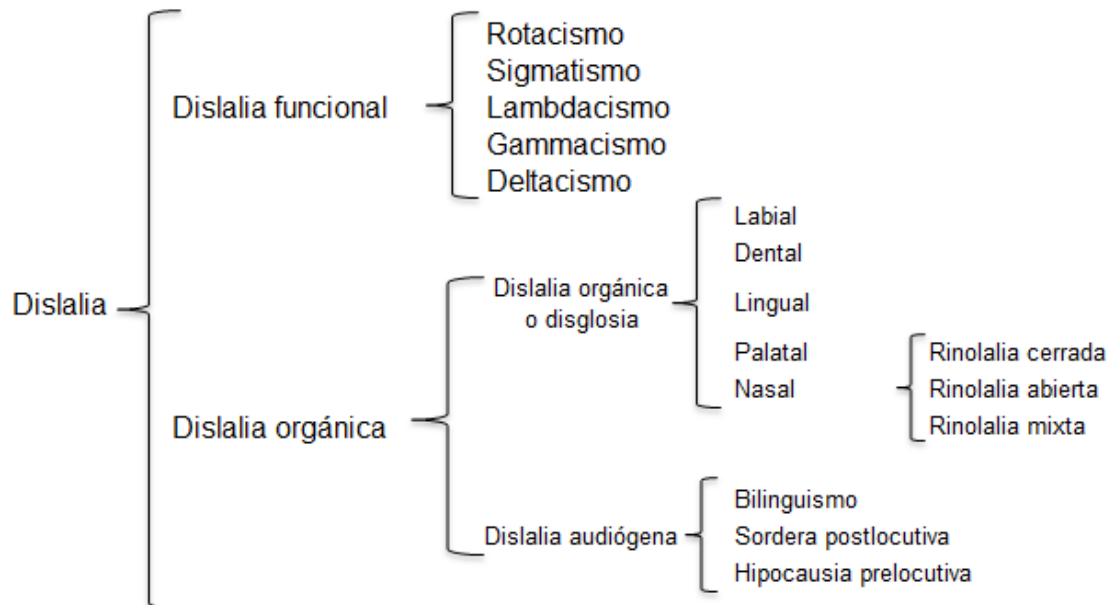 Rotacismo
Sigmatismo
Dislalia funcional
Lambdacismo
Gammacismo
Deltacismo
Labial
Dental
Dislalia
Dislalia orgánica
o disglosia
Lingual
Palatal
Rinolalia cerrada
Nasal
Rinolalia abierta
Rinolalia mixta
Dislalia orgánica
Bilinguismo
Dislalia audiógena
Sordera postlocutiva
Hipocausia prelocutiva